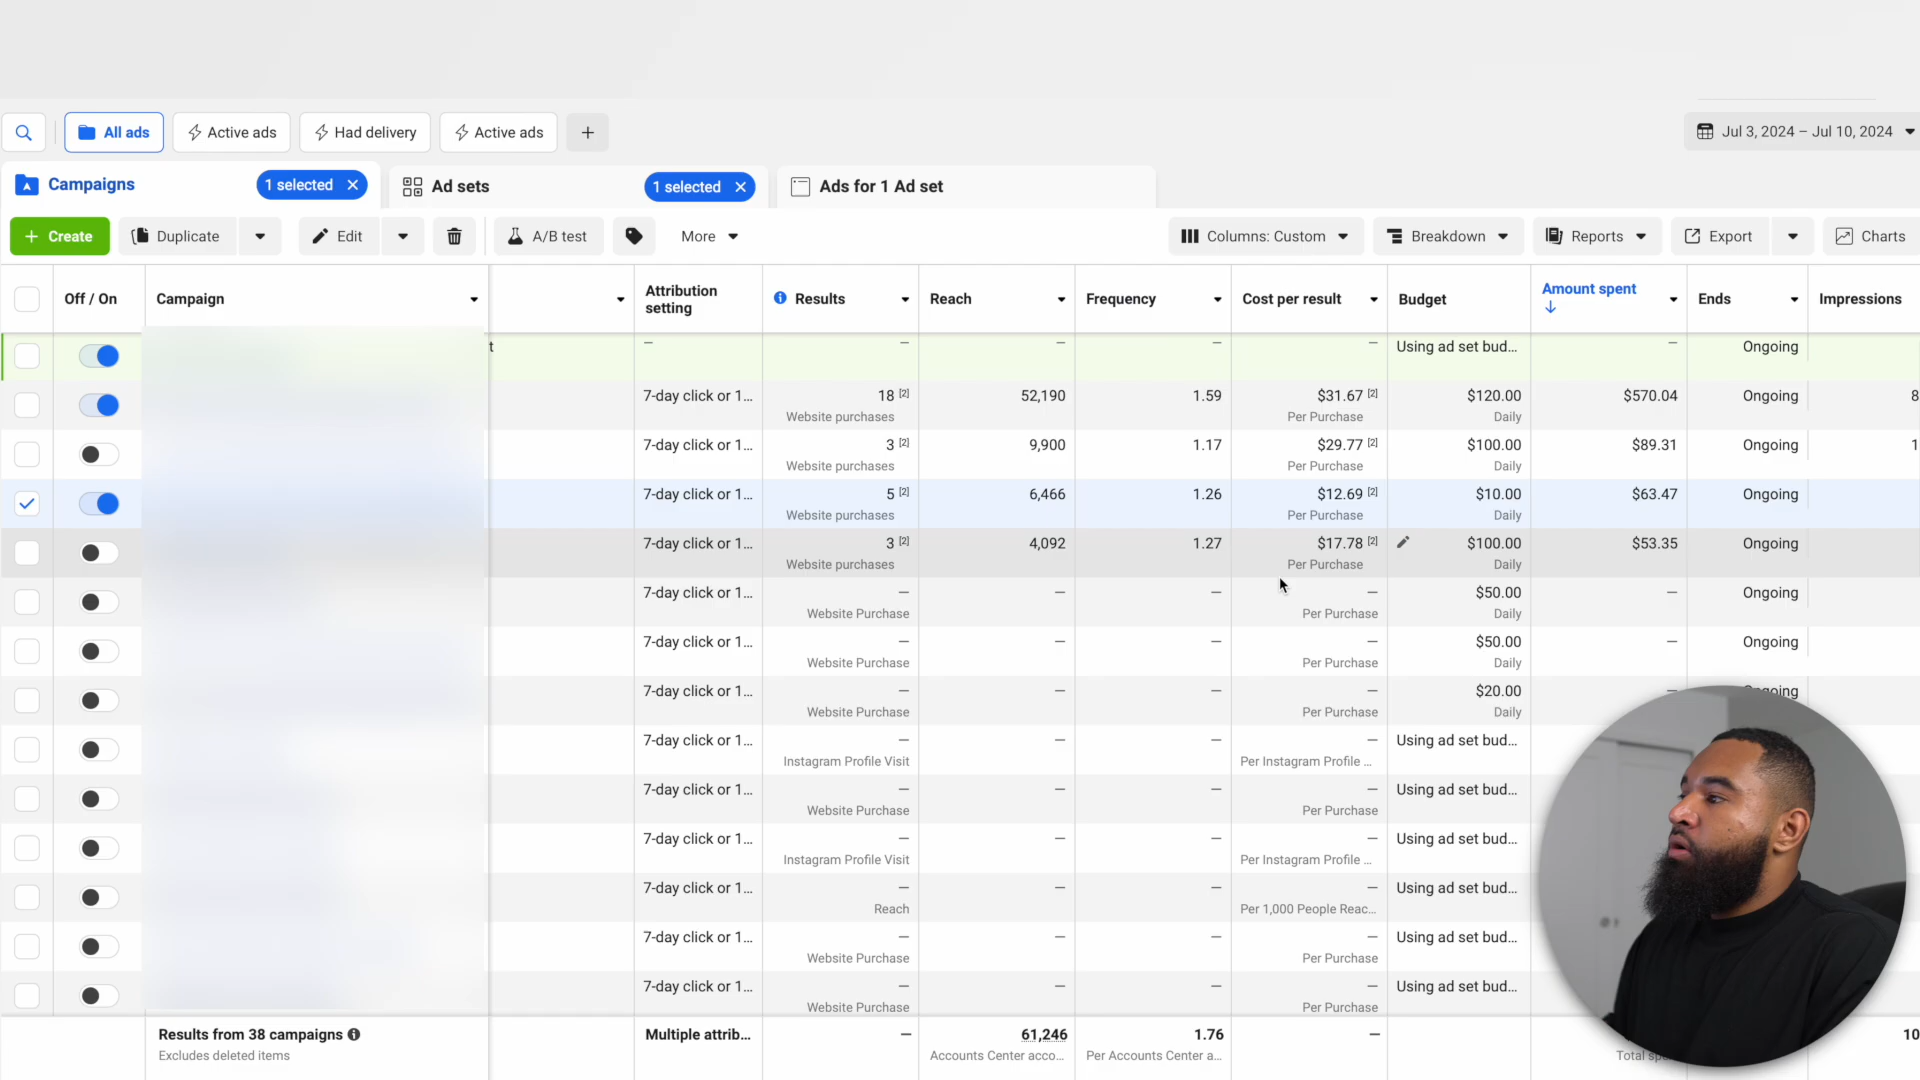 All ads
Active ads
Had delivery
Active ads
Jul 3, 2024 – Jul 10, 2024
Campaigns
1 selected
Ad sets
1 selected
Ads for 1 Ad set
Create
Duplicate
Edit
A/B test
More
Columns: Custom
Breakdown
Reports
Export
Charts
Off / On
Campaign
Attribution
setting
Results
Reach
Frequency
Cost per result
Budget
Amount spent
Ends
Impressions
t — — — — — Using ad set bud... — Ongoing
7-day click or 1... 18 [2] 52,190 1.59 $31.67 [2] $120.00 $570.04 Ongoing 8
Website purchases Per Purchase Daily
7-day click or 1... 3 [2] 9,900 1.17 $29.77 [2] $100.00 $89.31 Ongoing 1
Website purchases Per Purchase Daily
7-day click or 1... 5 [2] 6,466 1.26 $12.69 [2] $10.00 $63.47 Ongoing
Website purchases Per Purchase Daily
7-day click or 1... 3 [2] 4,092 1.27 $17.78 [2] $100.00 $53.35 Ongoing
Website purchases Per Purchase Daily
7-day click or 1... — — — — $50.00 — Ongoing
Website Purchase Per Purchase Daily
7-day click or 1... — — — — $50.00 — Ongoing
Website Purchase Per Purchase Daily
7-day click or 1... — — — — $20.00 —
Website Purchase Per Purchase Daily
7-day click or 1... — — — — Using ad set bud...
Instagram Profile Visit Per Instagram Profile ...
7-day click or 1... — — — — Using ad set bud...
Website Purchase Per Purchase
7-day click or 1... — — — — Using ad set bud...
Instagram Profile Visit Per Instagram Profile ...
7-day click or 1... — — — — Using ad set bud...
Reach Per 1,000 People Reac...
7-day click or 1... — — — — Using ad set bud...
Website Purchase Per Purchase
7-day click or 1... — — — — Using ad set bud...
Website Purchase Per Purchase
Results from 38 campaigns Multiple attrib... — 61,246 1.76 — 10
Excludes deleted items Accounts Center acco... Per Accounts Center a... Total